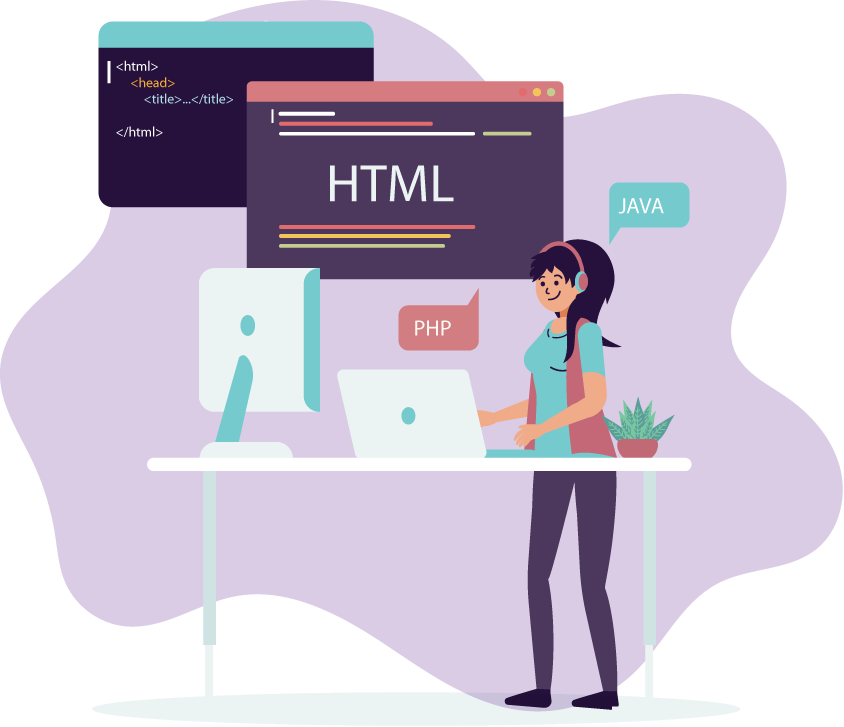 <html>
<head>
<title>...</title>
</html>
HTML
JAVA
PHP